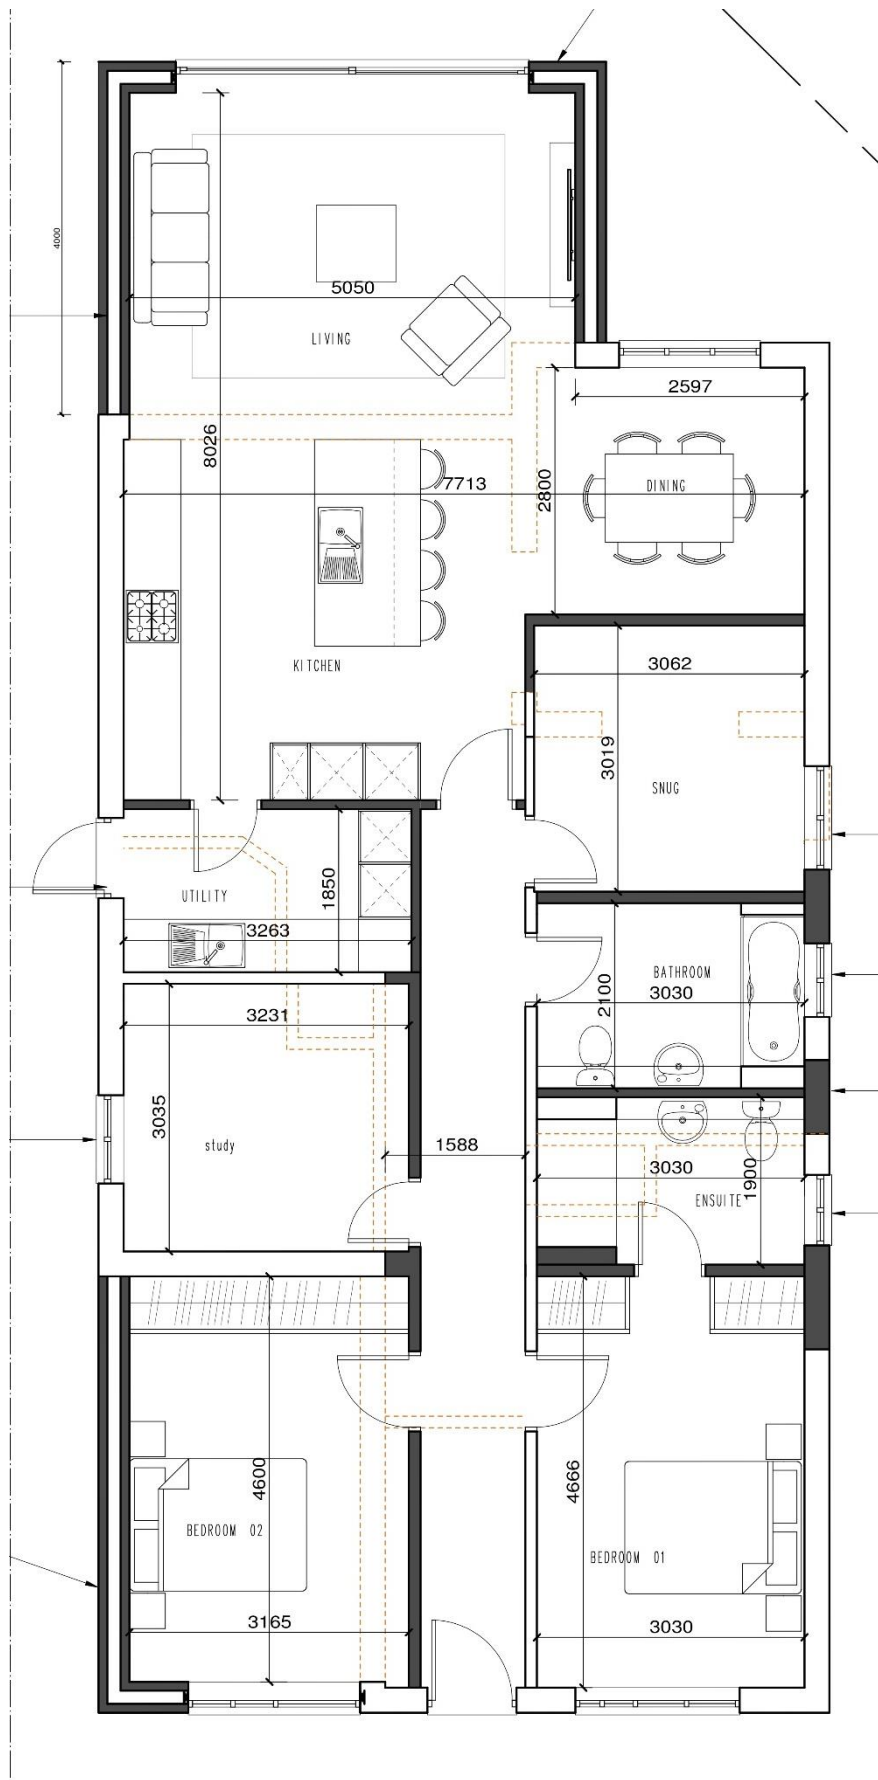 4000
5050
LIVING
2597
8026
7713
2800
DINING
KITCHEN
3062
3019
SNUG
UTILITY
1850
3263
BATHROOM
2100
3030
3231
3035
study
1588
3030
1900
ENSUITE
4600
4666
BEDROOM 02
BEDROOM 01
3165
3030